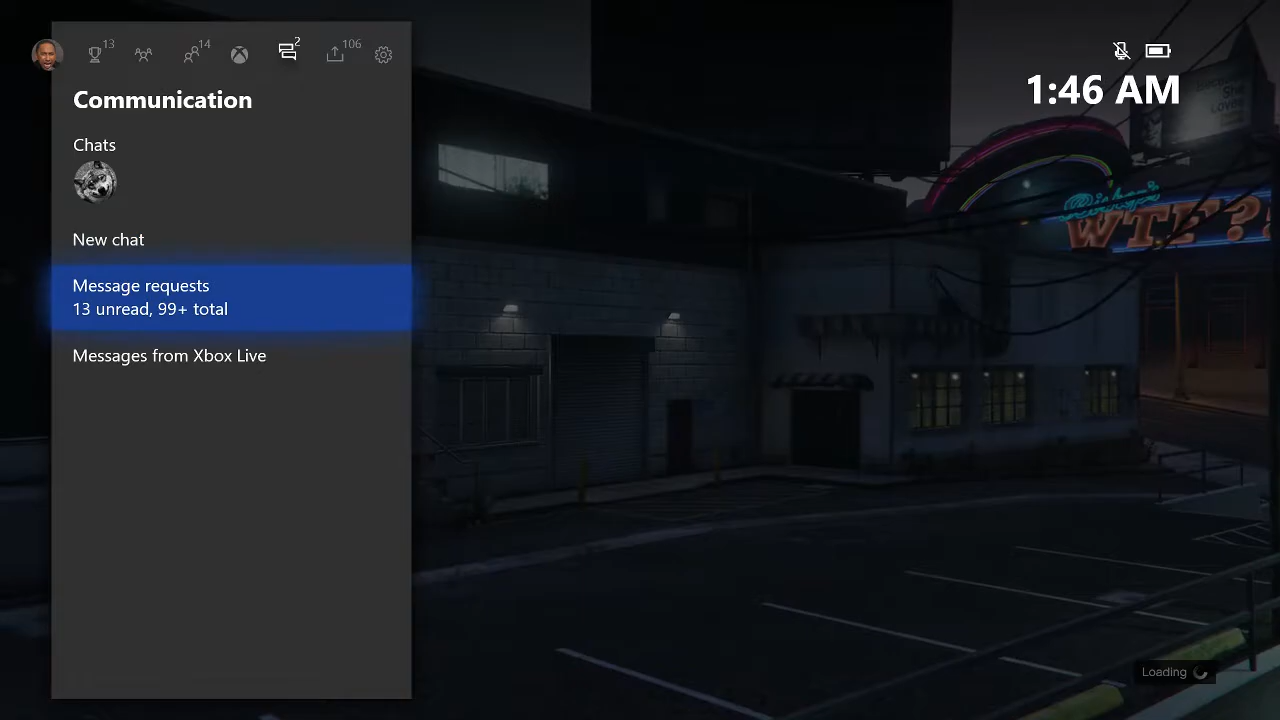 13
14
2
106
1:46 AM
Communication
Chats
New chat
Message requests
13 unread, 99+ total
Messages from Xbox Live
WTF?!
Loading